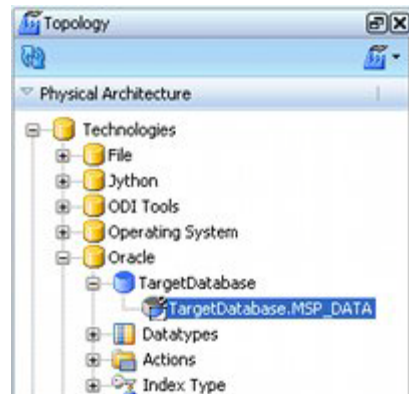 Topology
Physical Architecture
Technologies
File
Jython
ODI Tools
Operating System
Oracle
TargetDatabase
TargetDatabase.MSP_DATA
Datatypes
Actions
Index Type